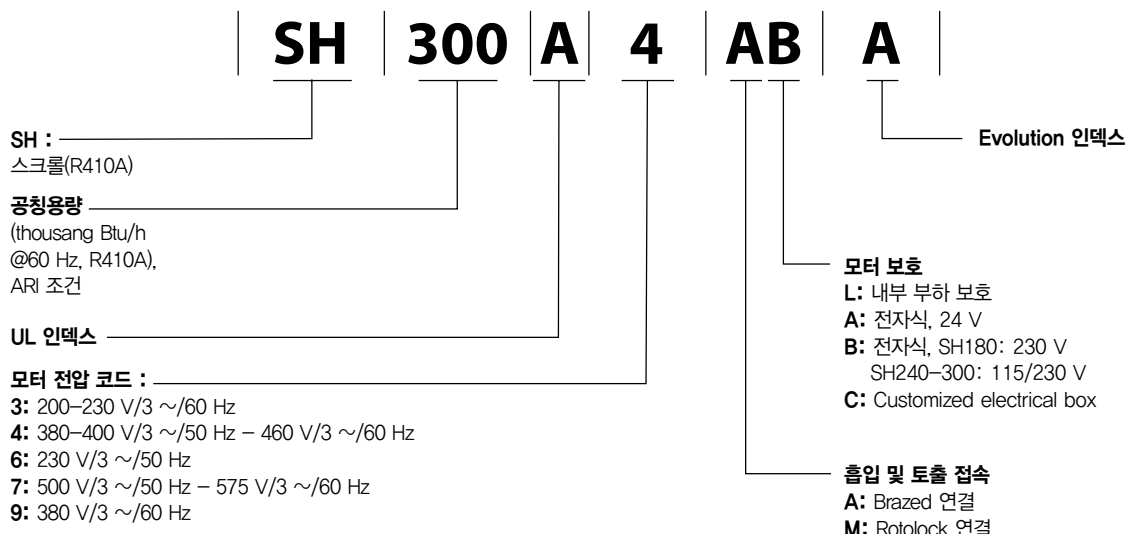 SH 300 A 4 AB A
SH :
스크롤(R410A)
공칭용량
(thousang Btu/h
@60 Hz, R410A),
ARI 조건
UL 인덱스
모터 전압 코드 :
3: 200-230 V/3 ~/60 Hz
4: 380-400 V/3 ~/50 Hz - 460 V/3 ~/60 Hz
6: 230 V/3 ~/50 Hz
7: 500 V/3 ~/50 Hz - 575 V/3 ~/60 Hz
9: 380 V/3 ~/60 Hz
Evolution 인덱스
모터 보호
L: 내부 부하 보호
A: 전자식, 24 V
B: 전자식, SH180: 230 V
SH240-300: 115/230 V
C: Customized electrical box
흡입 및 토출 접속
A: Brazed 연결
M: Rotolock 연결